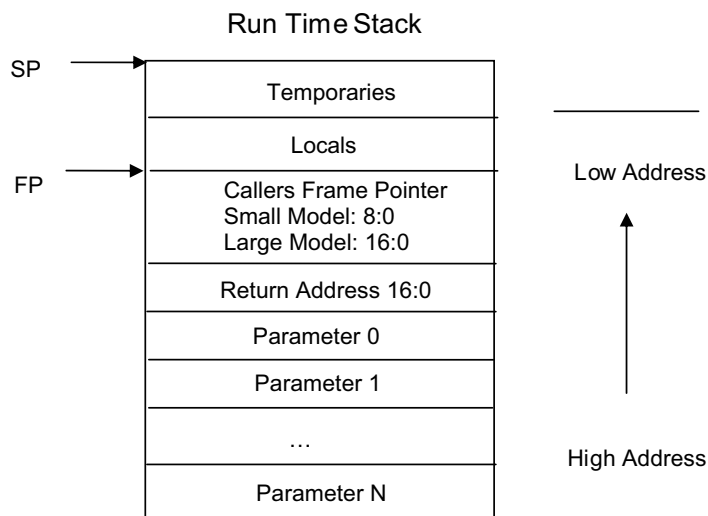 Run Time Stack
SP
Temporaries
Locals
FP
Low Address
Callers Frame Pointer
Small Model: 8:0
Large Model: 16:0
Return Address 16:0
Parameter 0
Parameter 1
…
High Address
Parameter N